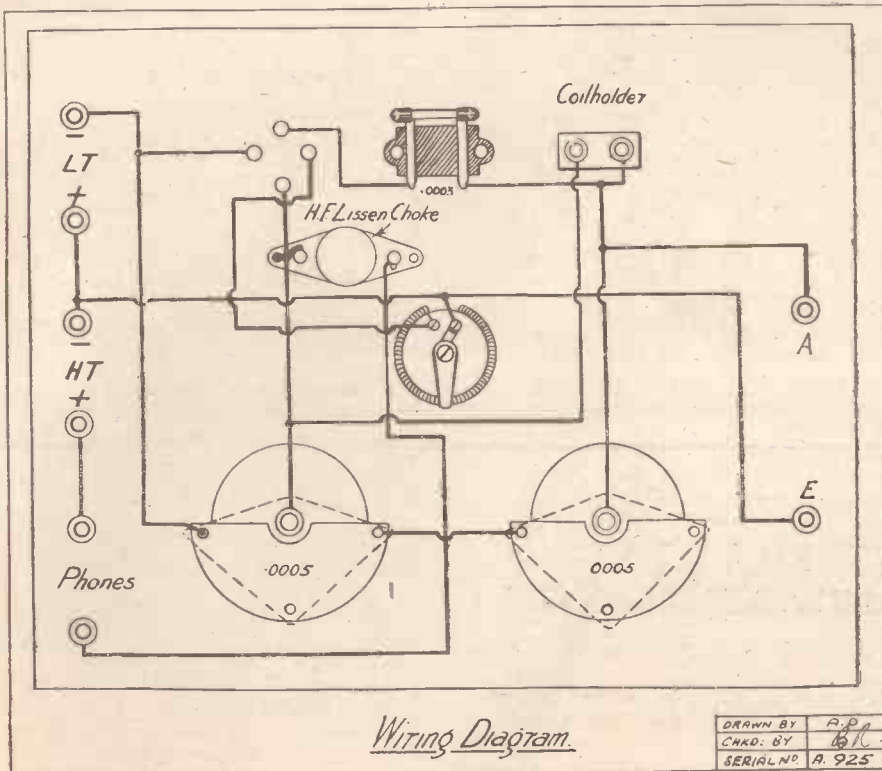 Coilholder
LT
+
.0003
H.F. Lissen Choke
HT
+
A
E
.0005
0005
Phones
Wiring Diagram.
DRAWN BY A.P.
CHKD: BY
SERIAL No. A. 925